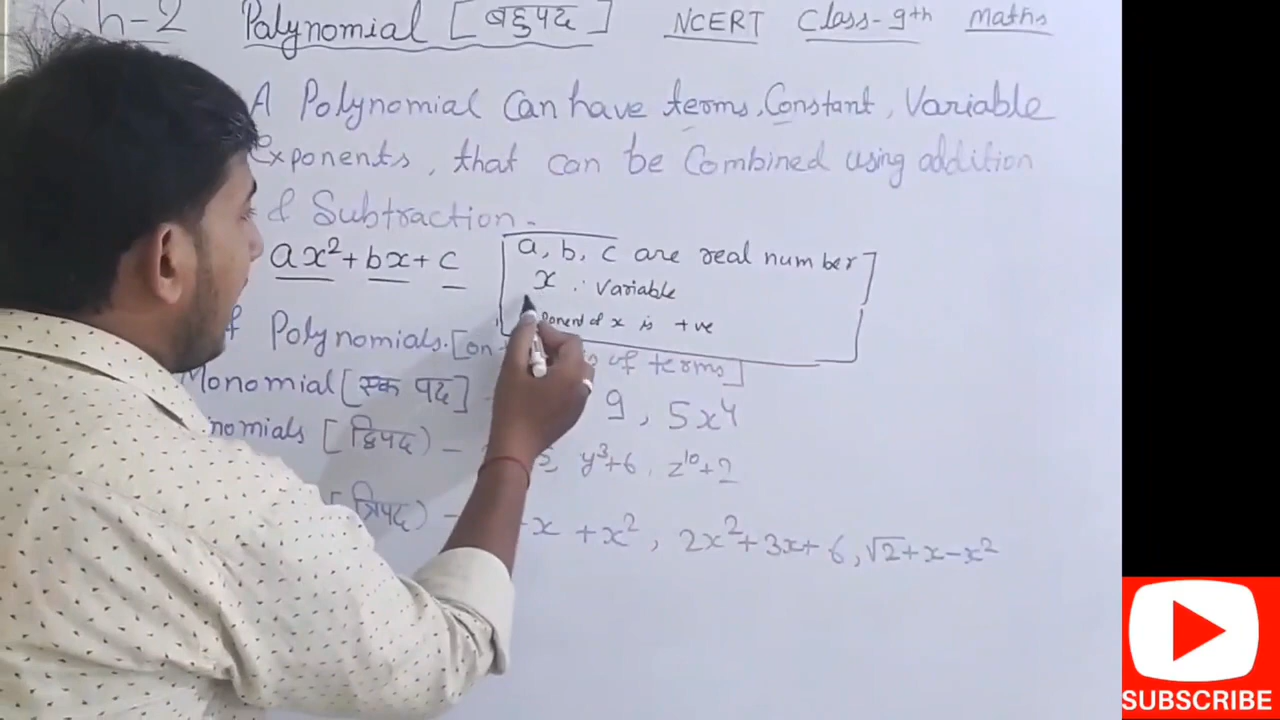 Ch-2 Polynomial [बहुपद] NCERT Class-9th Maths
A Polynomial Can have terms, Constant, Variable
Exponents, that can be Combined using addition
& Subtraction-
ax²+bx+c
a, b, c are real number
x : Variable
ponent of x is +ve
Polynomials. [on of terms]
Monomial [एक पद] - 9, 5x⁴
nomials [द्विपद) - y³+6, z¹⁰+2
[त्रिपद) - x + x², 2x²+3x+6, √2+x-x²
SUBSCRIBE